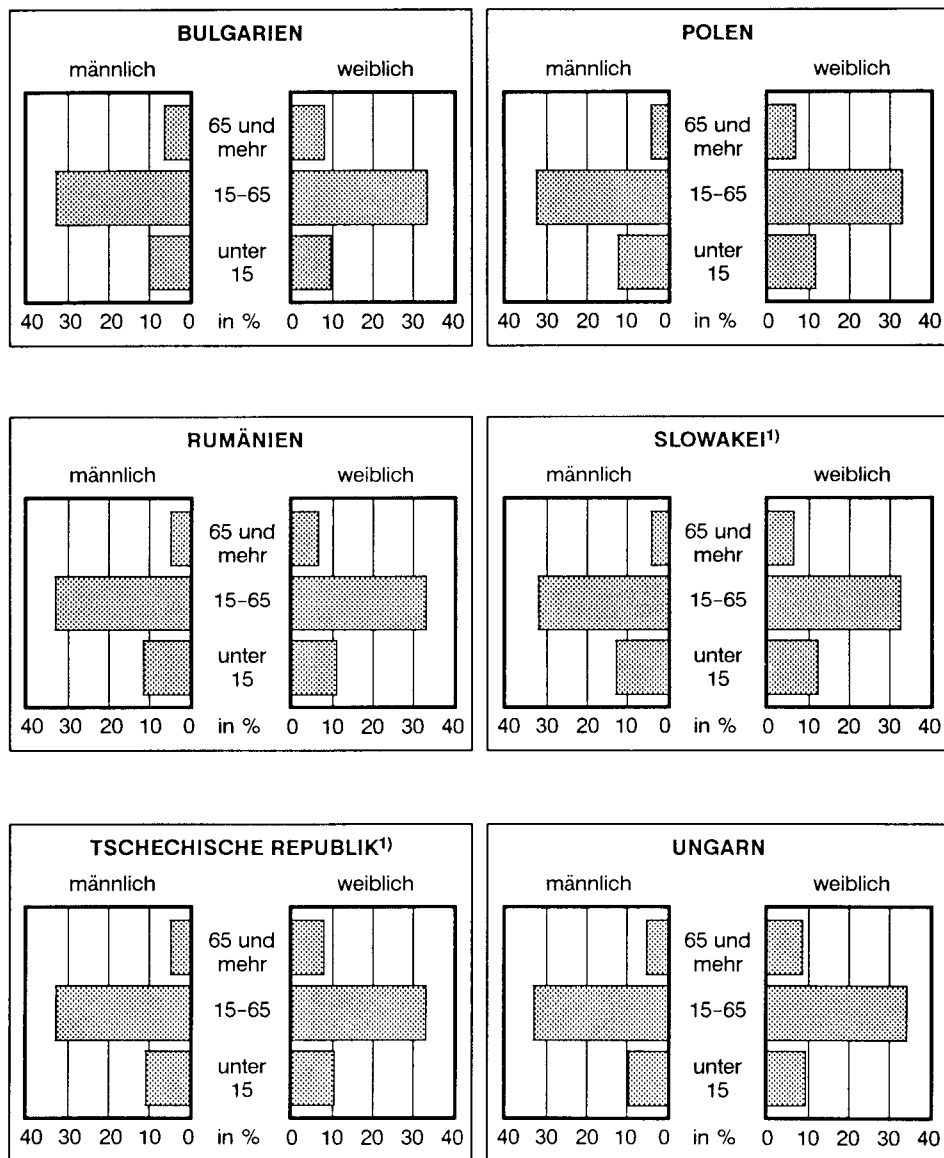 BULGARIEN
männlich weiblich
65 und
mehr
15-65
unter
15
40 30 20 10 0 in % 0 10 20 30 40
POLEN
männlich weiblich
65 und
mehr
15-65
unter
15
40 30 20 10 0 in % 0 10 20 30 40
RUMÄNIEN
männlich weiblich
65 und
mehr
15-65
unter
15
40 30 20 10 0 in % 0 10 20 30 40
SLOWAKEI1)
männlich weiblich
65 und
mehr
15-65
unter
15
40 30 20 10 0 in % 0 10 20 30 40
TSCHECHISCHE REPUBLIK1)
männlich weiblich
65 und
mehr
15-65
unter
15
40 30 20 10 0 in % 0 10 20 30 40
UNGARN
männlich weiblich
65 und
mehr
15-65
unter
15
40 30 20 10 0 in % 0 10 20 30 40